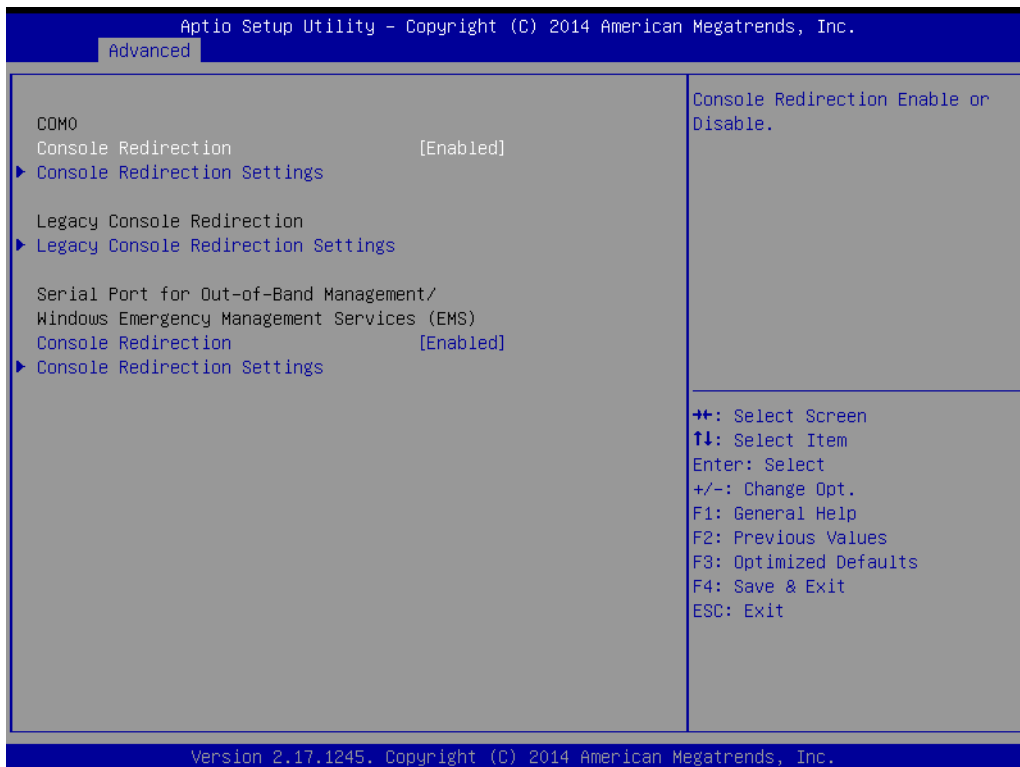 Aptio Setup Utility – Copyright (C) 2014 American Megatrends, Inc.
Advanced
COM0
Console Redirection [Enabled]
▶ Console Redirection Settings
Legacy Console Redirection
▶ Legacy Console Redirection Settings
Serial Port for Out-of-Band Management/
Windows Emergency Management Services (EMS)
Console Redirection [Enabled]
▶ Console Redirection Settings
Console Redirection Enable or
Disable.
→←: Select Screen
↑↓: Select Item
Enter: Select
+/-: Change Opt.
F1: General Help
F2: Previous Values
F3: Optimized Defaults
F4: Save & Exit
ESC: Exit
Version 2.17.1245. Copyright (C) 2014 American Megatrends, Inc.